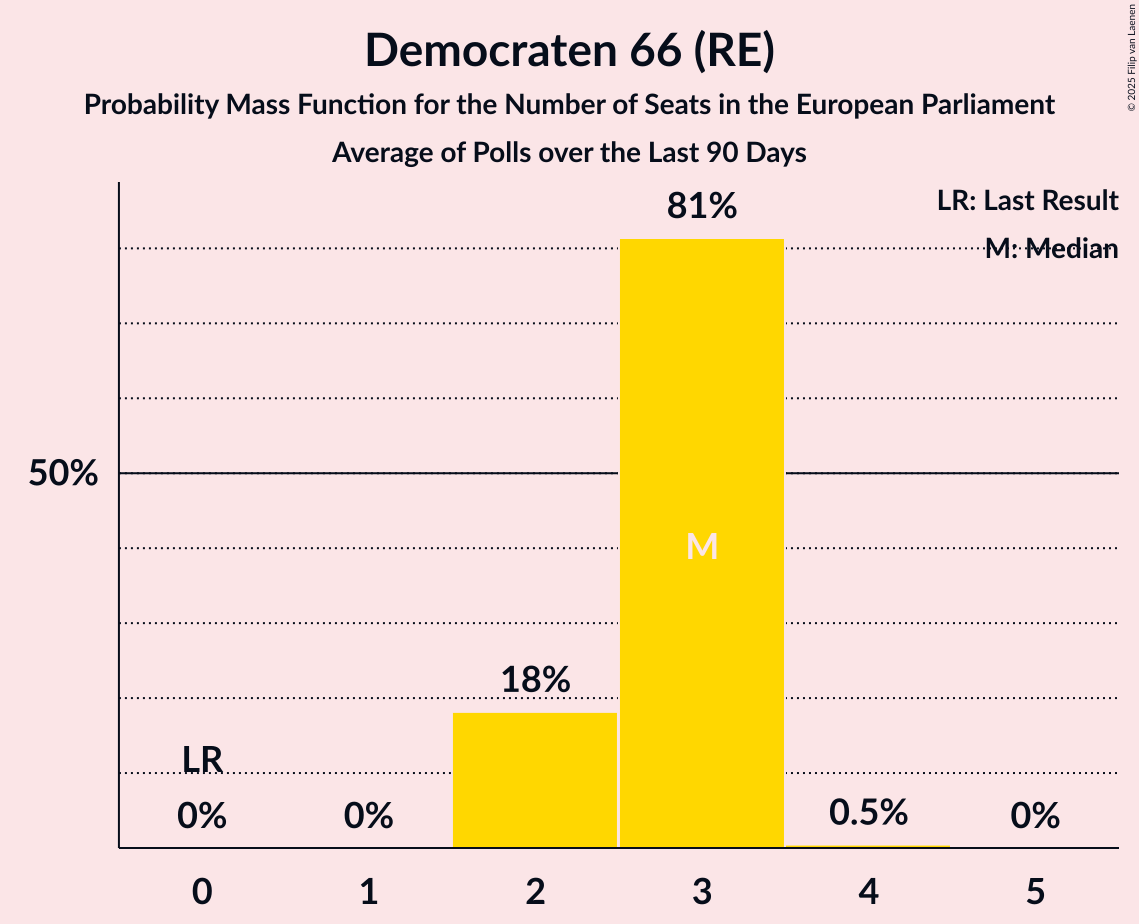 Democraten 66 (RE)
Probability Mass Function for the Number of Seats in the European Parliament
Average of Polls over the Last 90 Days
© 2025 Filip van Laenen
LR: Last Result
M: Median
81%
50%
M
18%
LR
0%
0%
0.5%
0%
0
1
2
3
4
5